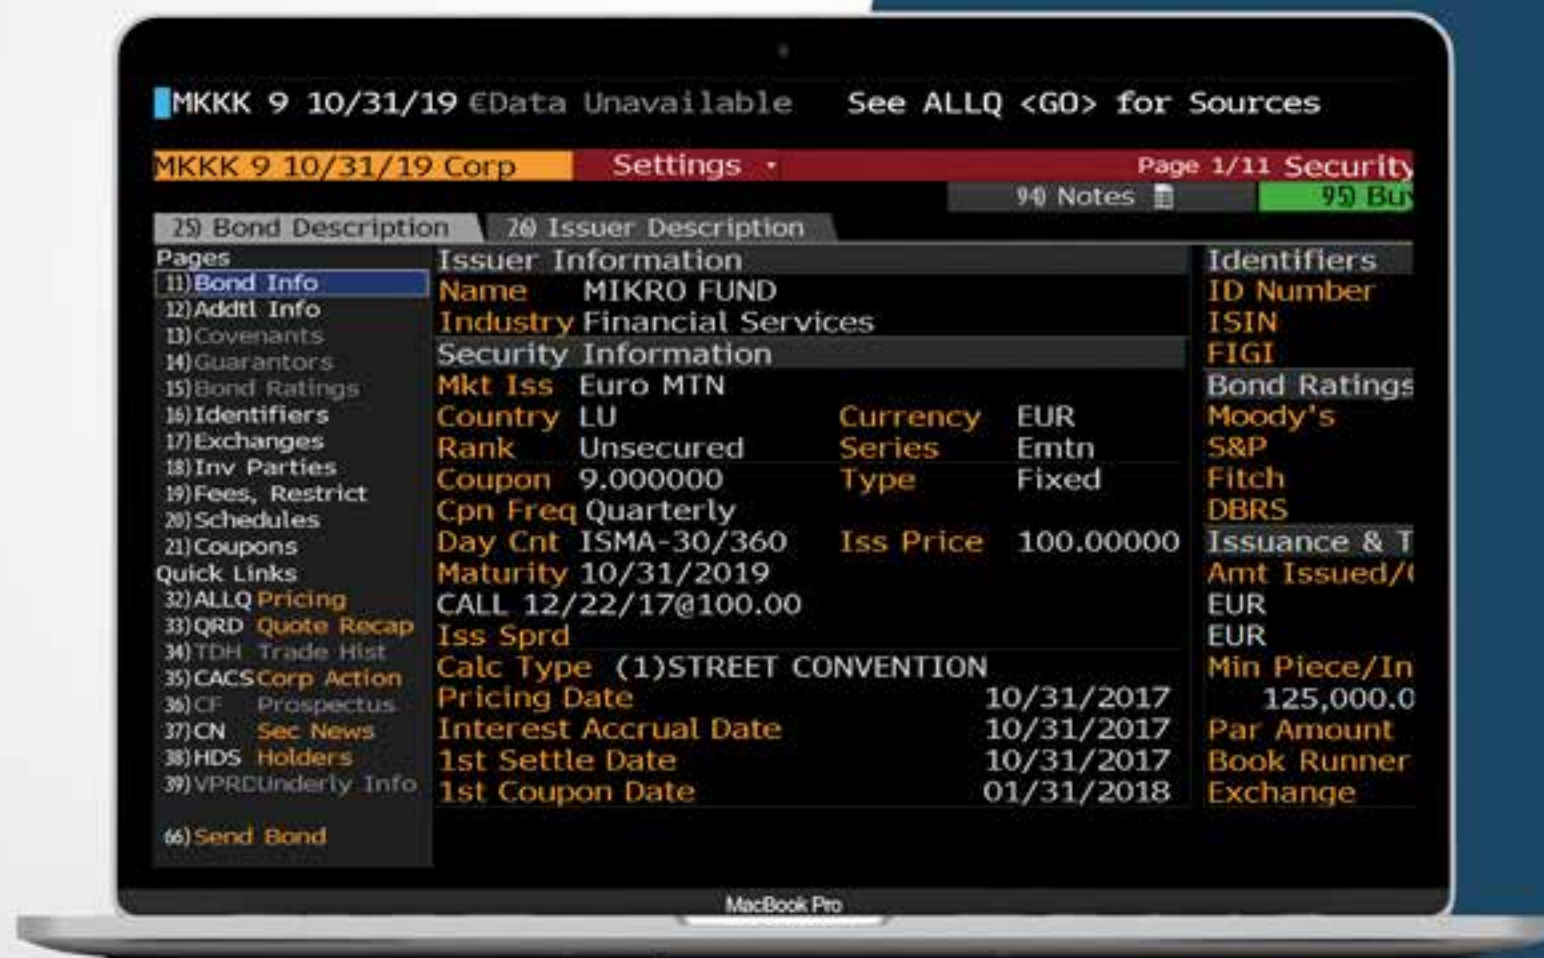 MKKK 9 10/31/19 €Data Unavailable See ALLQ <GO> for Sources
MKKK 9 10/31/19 Corp Settings Page 1/11 Security
94) Notes 95) Buy
25) Bond Description 26) Issuer Description
Pages
11) Bond Info
12) Addtl Info
13) Covenants
14) Guarantors
15) Bond Ratings
16) Identifiers
17) Exchanges
18) Inv Parties
19) Fees, Restrict
20) Schedules
21) Coupons
Quick Links
32) ALLQ Pricing
33) QRD Quote Recap
34) TDH Trade Hist
35) CACS Corp Action
36) CF Prospectus
37) CN Sec News
38) HDS Holders
39) VPRD Underly Info
66) Send Bond
Issuer Information
Name MIKRO FUND
Industry Financial Services
Security Information
Mkt Iss Euro MTN
Country LU Currency EUR
Rank Unsecured Series Emtn
Coupon 9.000000 Type Fixed
Cpn Freq Quarterly
Day Cnt ISMA-30/360 Iss Price 100.00000
Maturity 10/31/2019
CALL 12/22/17@100.00
Iss Sprd
Calc Type (1)STREET CONVENTION
Pricing Date 10/31/2017
Interest Accrual Date 10/31/2017
1st Settle Date 10/31/2017
1st Coupon Date 01/31/2018
Identifiers
ID Number
ISIN
FIGI
Bond Ratings
Moody's
S&P
Fitch
DBRS
Issuance & T
Amt Issued/
EUR
EUR
Min Piece/In
125,000.0
Par Amount
Book Runner
Exchange
MacBook Pro